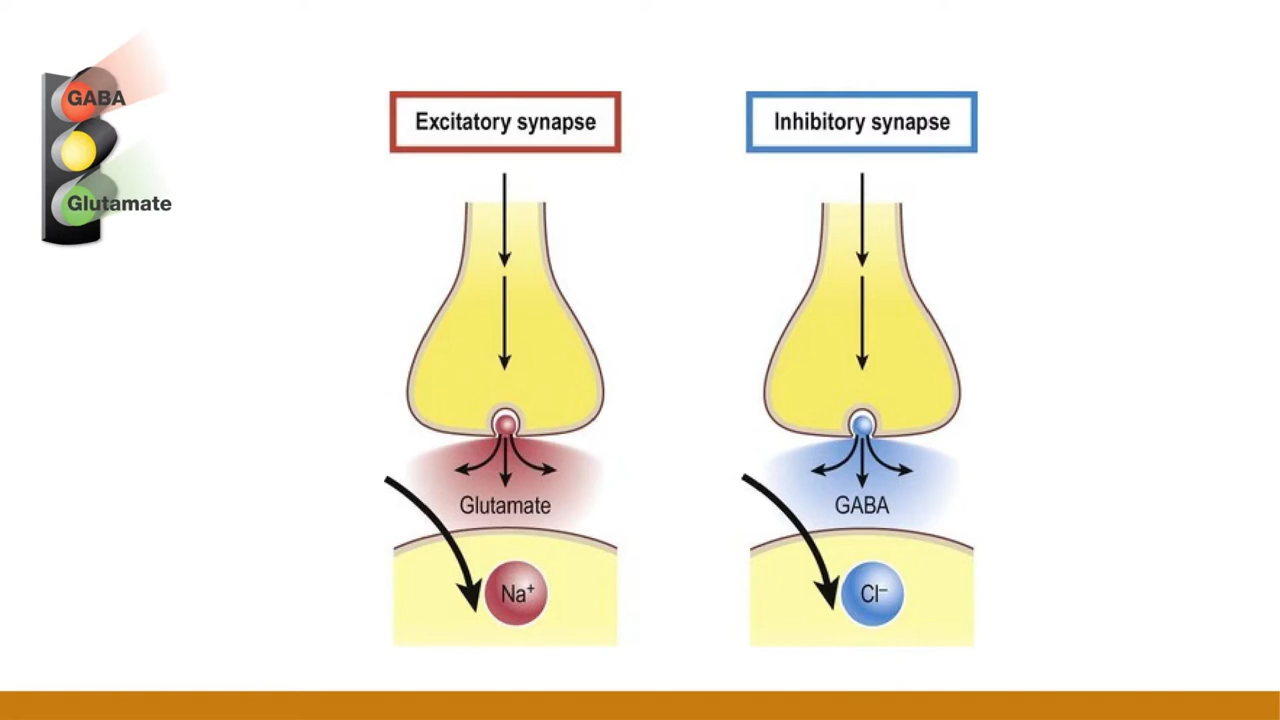 GABA
Glutamate
Excitatory synapse
Inhibitory synapse
Glutamate
GABA
Na⁺
Cl⁻